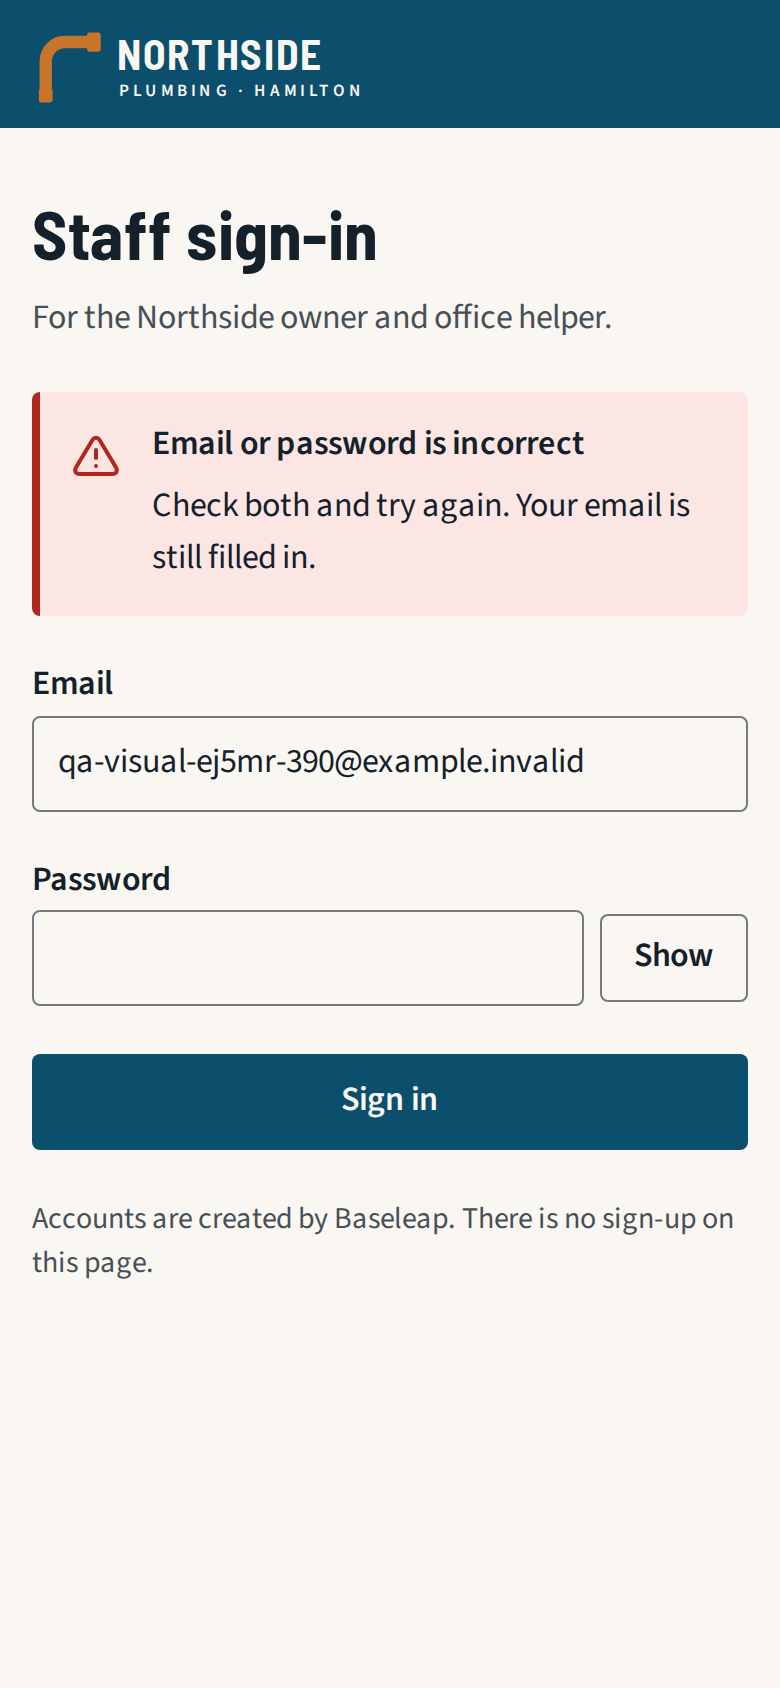 NORTHSIDE
PLUMBING · HAMILTON
Staff sign-in
For the Northside owner and office helper.
Email or password is incorrect
Check both and try again. Your email is
still filled in.
Email
qa-visual-ej5mr-390@example.invalid
Password
Show
Sign in
Accounts are created by Baseleap. There is no sign-up on
this page.